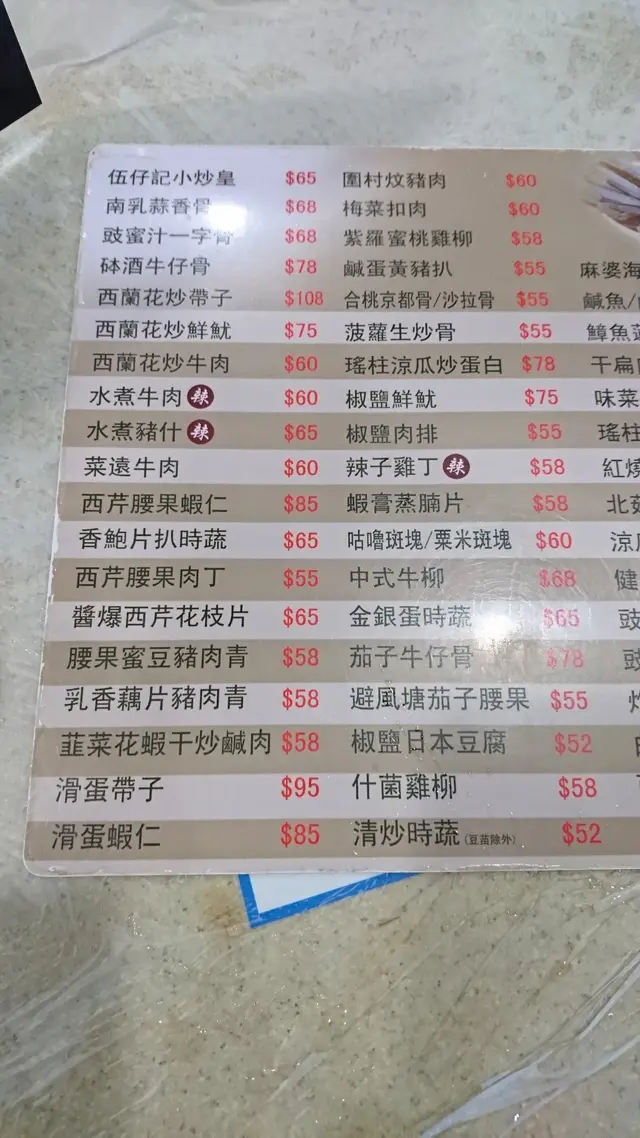 伍仔記小炒皇 $65 圍村炆豬肉 $60
南乳蒜香骨 $68 梅菜扣肉 $60
豉蜜汁一字骨 $68 紫羅蜜桃雞柳 $58
砵酒牛仔骨 $78 鹹蛋黃豬扒 $55 麻婆海
西蘭花炒帶子 $108 合桃京都骨/沙拉骨 $55 鹹魚/
西蘭花炒鮮魷 $75 菠蘿生炒骨 $55 鱆魚蓮
西蘭花炒牛肉 $60 瑤柱涼瓜炒蛋白 $78 干扁
水煮牛肉 辣 $60 椒鹽鮮魷 $75 味菜
水煮豬什 辣 $65 椒鹽肉排 $55 瑤柱
菜遠牛肉 $60 辣子雞丁 辣 $58 紅燒
西芹腰果蝦仁 $85 蝦膏蒸腩片 $58 北菇
香鮑片扒時蔬 $65 咕嚕斑塊/粟米斑塊 $60 涼
西芹腰果肉丁 $55 中式牛柳 $68 健
醬爆西芹花枝片 $65 金銀蛋時蔬 $65 豉
腰果蜜豆豬肉青 $58 茄子牛仔骨 $78 豉
乳香藕片豬肉青 $58 避風塘茄子腰果 $55 炸
韮菜花蝦干炒鹹肉 $58 椒鹽日本豆腐 $52
滑蛋帶子 $95 什菌雞柳 $58
滑蛋蝦仁 $85 清炒時蔬(豆苗除外) $52